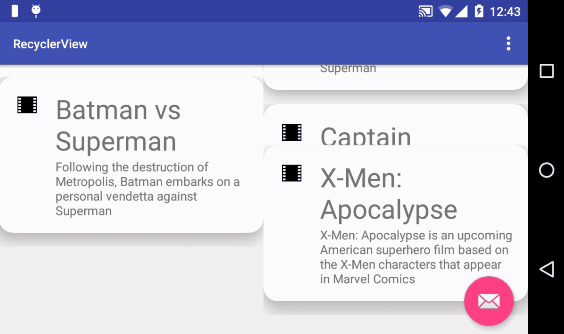 12:43
RecyclerView
Batman vs
Superman
Following the destruction of
Metropolis, Batman embarks on a
personal vendetta against
Superman
Superman
Captain
X-Men:
Apocalypse
X-Men: Apocalypse is an upcoming
American superhero film based on
the X-Men characters that appear
in Marvel Comics